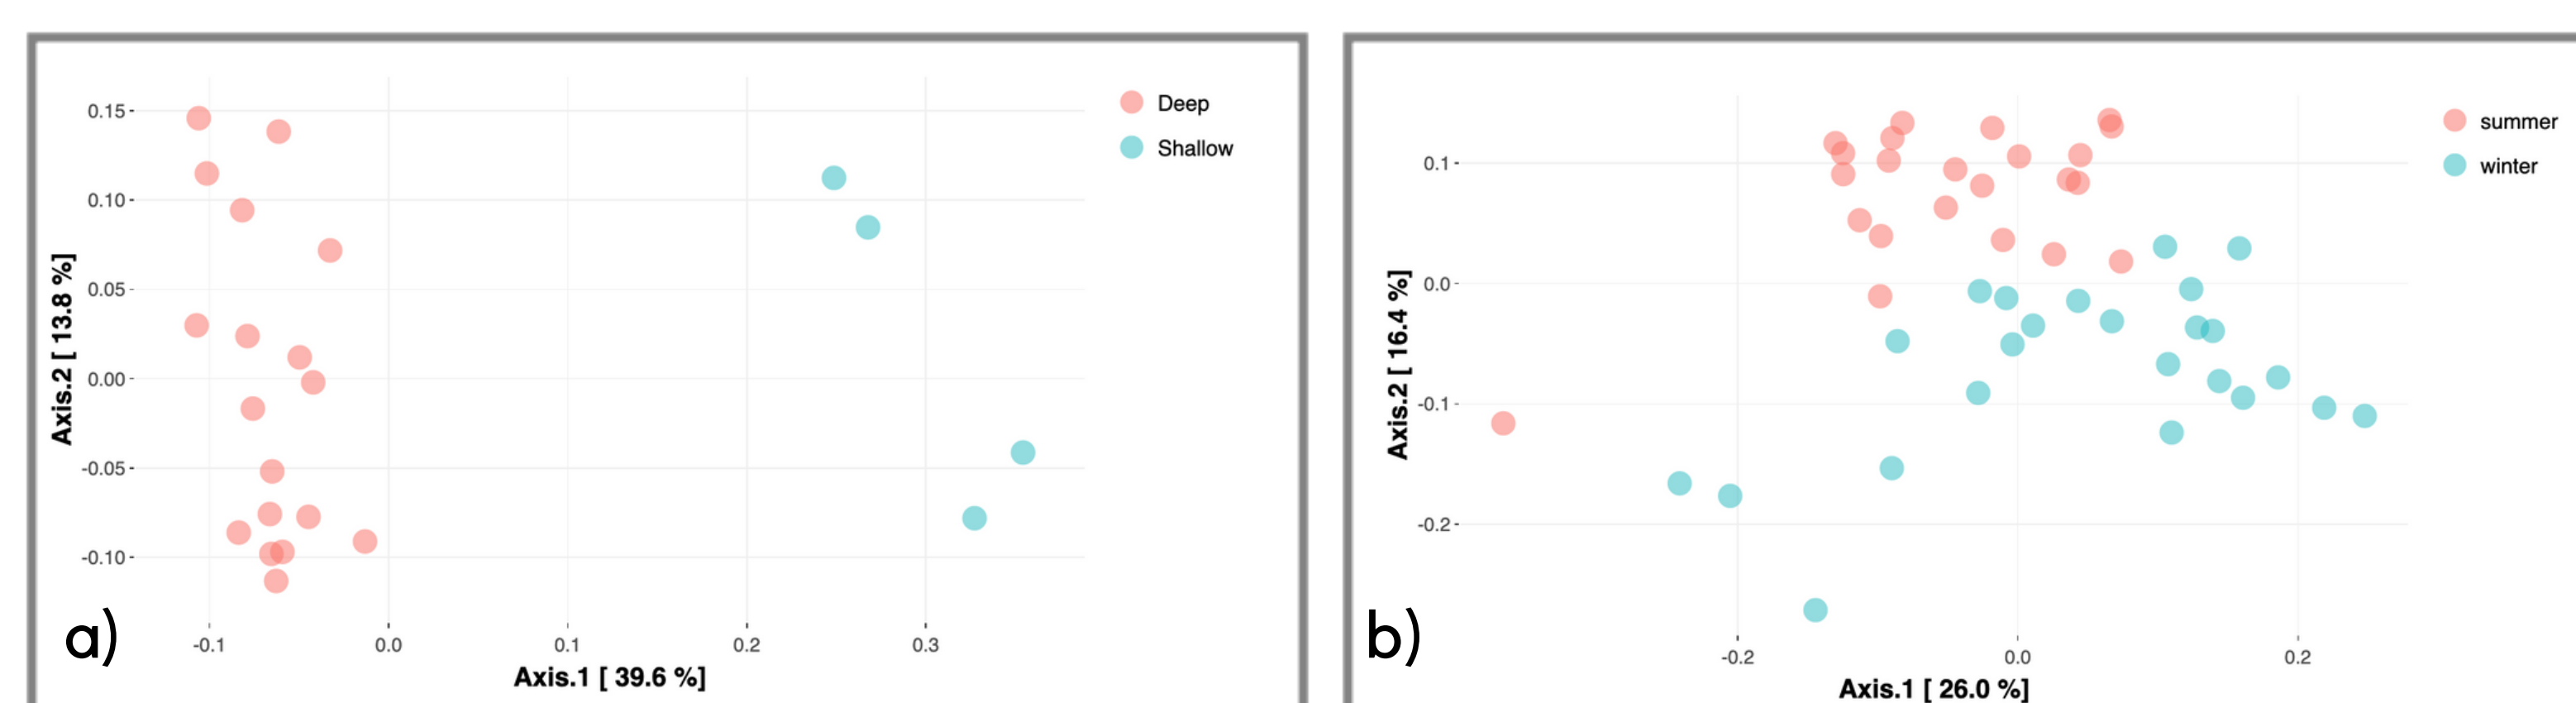 Deep
Shallow
0.15
0.10
0.05
0.00
-0.05
-0.10
Axis.2 [ 13.8 %]
-0.1 0.0 0.1 0.2 0.3
Axis.1 [ 39.6 %]
a)
summer
winter
0.1
0.0
-0.1
-0.2
Axis.2 [ 16.4 %]
-0.2 0.0 0.2
Axis.1 [ 26.0 %]
b)